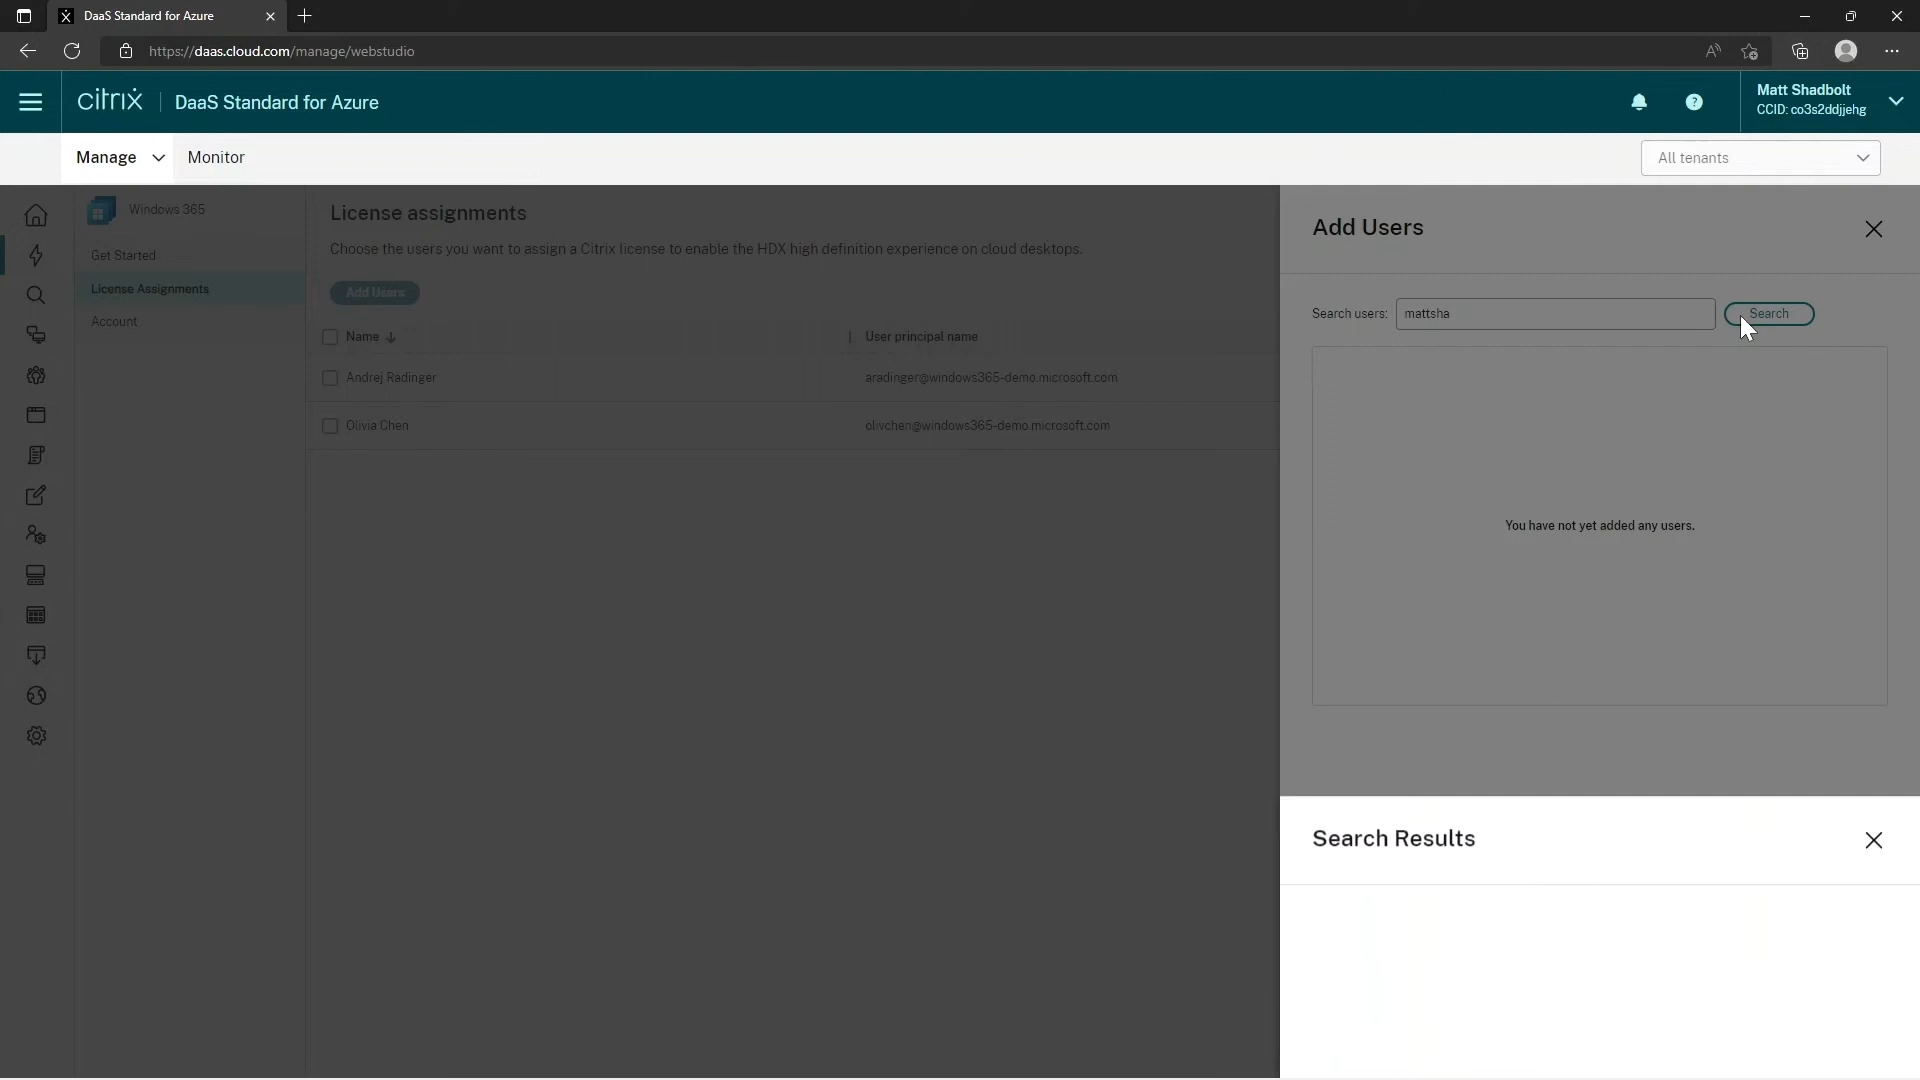 DaaS Standard for Azure
https://daas.cloud.com/manage/webstudio
citrix
DaaS Standard for Azure
Matt Shadbolt
CCID: co3s2ddjjehg
Manage
Monitor
All tenants
Windows 365
Get Started
License Assignments
Account
License assignments
Choose the users you want to assign a Citrix license to enable the HDX high definition experience on cloud desktops.
Add Users
Name
User principal name
Andrej Radinger
aradinger@windows365-demo.microsoft.com
Olivia Chen
olivchen@windows365-demo.microsoft.com
Add Users
Search users:
mattsha
Search
You have not yet added any users.
Search Results